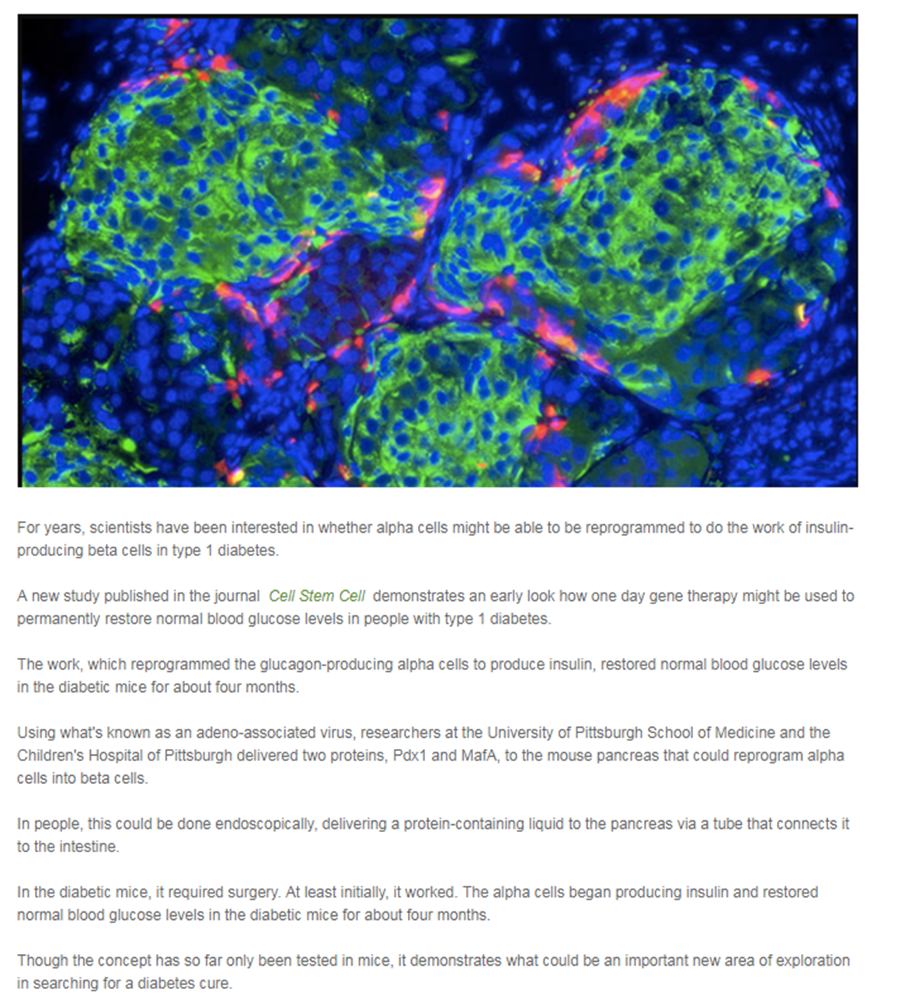 For years, scientists have been interested in whether alpha cells might be able to be reprogrammed to do the work of insulin-
producing beta cells in type 1 diabetes.
A new study published in the journal Cell Stem Cell demonstrates an early look how one day gene therapy might be used to
permanently restore normal blood glucose levels in people with type 1 diabetes.
The work, which reprogrammed the glucagon-producing alpha cells to produce insulin, restored normal blood glucose levels
in the diabetic mice for about four months.
Using what's known as an adeno-associated virus, researchers at the University of Pittsburgh School of Medicine and the
Children's Hospital of Pittsburgh delivered two proteins, Pdx1 and MafA, to the mouse pancreas that could reprogram alpha
cells into beta cells.
In people, this could be done endoscopically, delivering a protein-containing liquid to the pancreas via a tube that connects it
to the intestine.
In the diabetic mice, it required surgery. At least initially, it worked. The alpha cells began producing insulin and restored
normal blood glucose levels in the diabetic mice for about four months.
Though the concept has so far only been tested in mice, it demonstrates what could be an important new area of exploration
in searching for a diabetes cure.